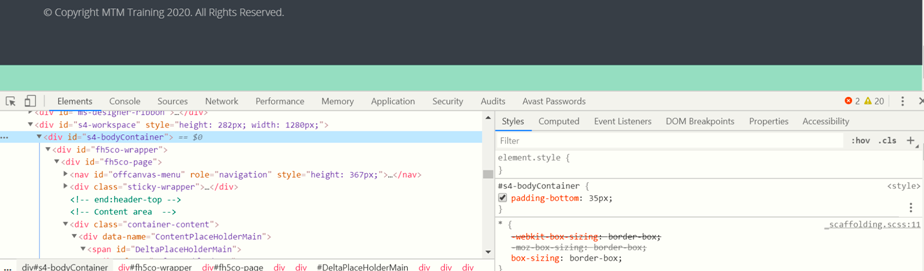 © Copyright MTM Training 2020. All Rights Reserved.
Elements Console Sources Network Performance Memory Application Security Audits Avast Passwords 2 20
<div id="ms-designer-ribbon">…</div>
<div id="s4-workspace" style="height: 282px; width: 1280px;">
… <div id="s4-bodyContainer"> == $0
<div id="fh5co-wrapper">
<div id="fh5co-page">
<nav id="offcanvas-menu" role="navigation" style="height: 367px;">…</nav>
<div class="sticky-wrapper">…</div>
<!-- end:header-top -->
<!-- Content area  -->
<div class="container-content">
<div data-name="ContentPlaceHolderMain">
<span id="DeltaPlaceHolderMain">
… div#s4-bodyContainer div#fh5co-wrapper div#fh5co-page div div #DeltaPlaceHolderMain div div div
Styles Computed Event Listeners DOM Breakpoints Properties Accessibility
Filter :hov .cls +
element.style {
}
#s4-bodyContainer { <style>
padding-bottom: 35px;
}
* { _scaffolding.scss:11
-webkit-box-sizing: border-box;
-moz-box-sizing: border-box;
box-sizing: border-box;